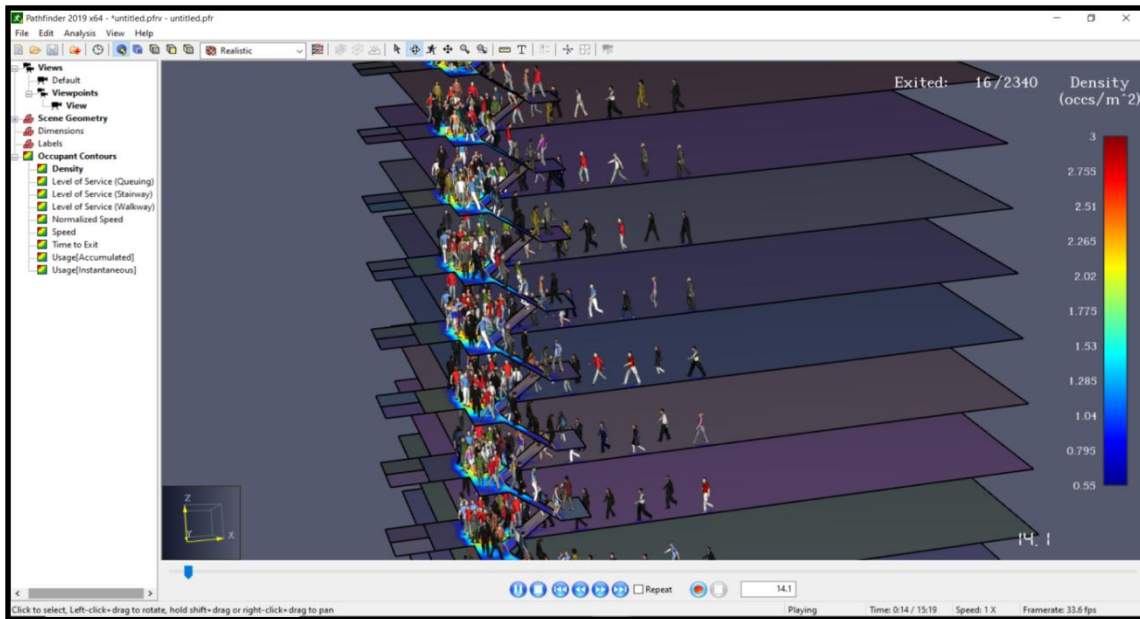 Pathfinder 2019 x64 - *untitled.pfrv - untitled.pfr
File Edit Analysis View Help
Realistic
Views
Default
Viewpoints
View
Scene Geometry
Dimensions
Labels
Occupant Contours
Density
Level of Service (Queuing)
Level of Service (Stairway)
Level of Service (Walkway)
Normalized Speed
Speed
Time to Exit
Usage[Accumulated]
Usage[Instantaneous]
Exited: 16/2340
Density
(occs/m^2)
3
2.755
2.51
2.265
2.02
1.775
1.53
1.285
1.04
0.795
0.55
14.1
Z
Y
X
Repeat
14.1
Click to select, Left-click+drag to rotate, hold shift+drag or right-click+drag to pan
Playing Time: 0:14 / 15:19 Speed: 1 X Framerate: 33.6 fps